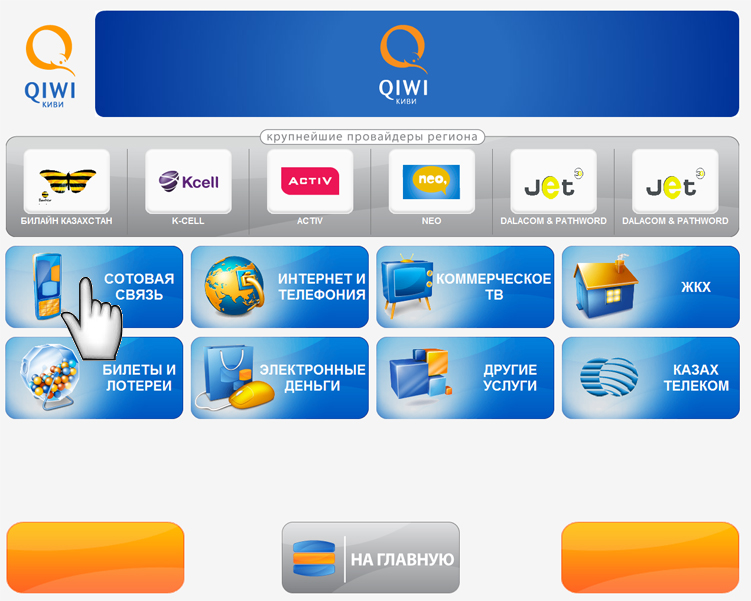 QIWI
КИВИ
QIWI
КИВИ
крупнейшие провайдеры региона
Kcell
ACTIV
neo.
Jet
Jet
БИЛАЙН КАЗАХСТАН
K-CELL
ACTIV
NEO
DALACOM & PATHWORD
DALACOM & PATHWORD
СОТОВАЯ
СВЯЗЬ
ИНТЕРНЕТ И
ТЕЛЕФОНИЯ
КОММЕРЧЕСКОЕ
ТВ
ЖКХ
БИЛЕТЫ И
ЛОТЕРЕИ
ЭЛЕКТРОННЫЕ
ДЕНЬГИ
ДРУГИЕ
УСЛУГИ
КАЗАХ
ТЕЛЕКОМ
НА ГЛАВНУЮ